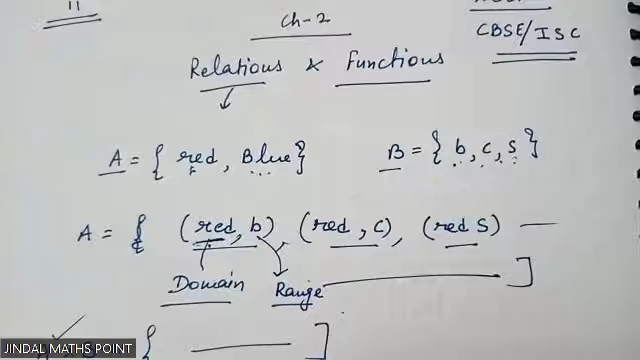 11
Ch-2
CBSE/ISC
Relations & Functions
A = { red, Blue}
B = { b, c, s }
A = { (red, b), (red, c), (red S)
Domain Range ]
{ ]
JINDAL MATHS POINT